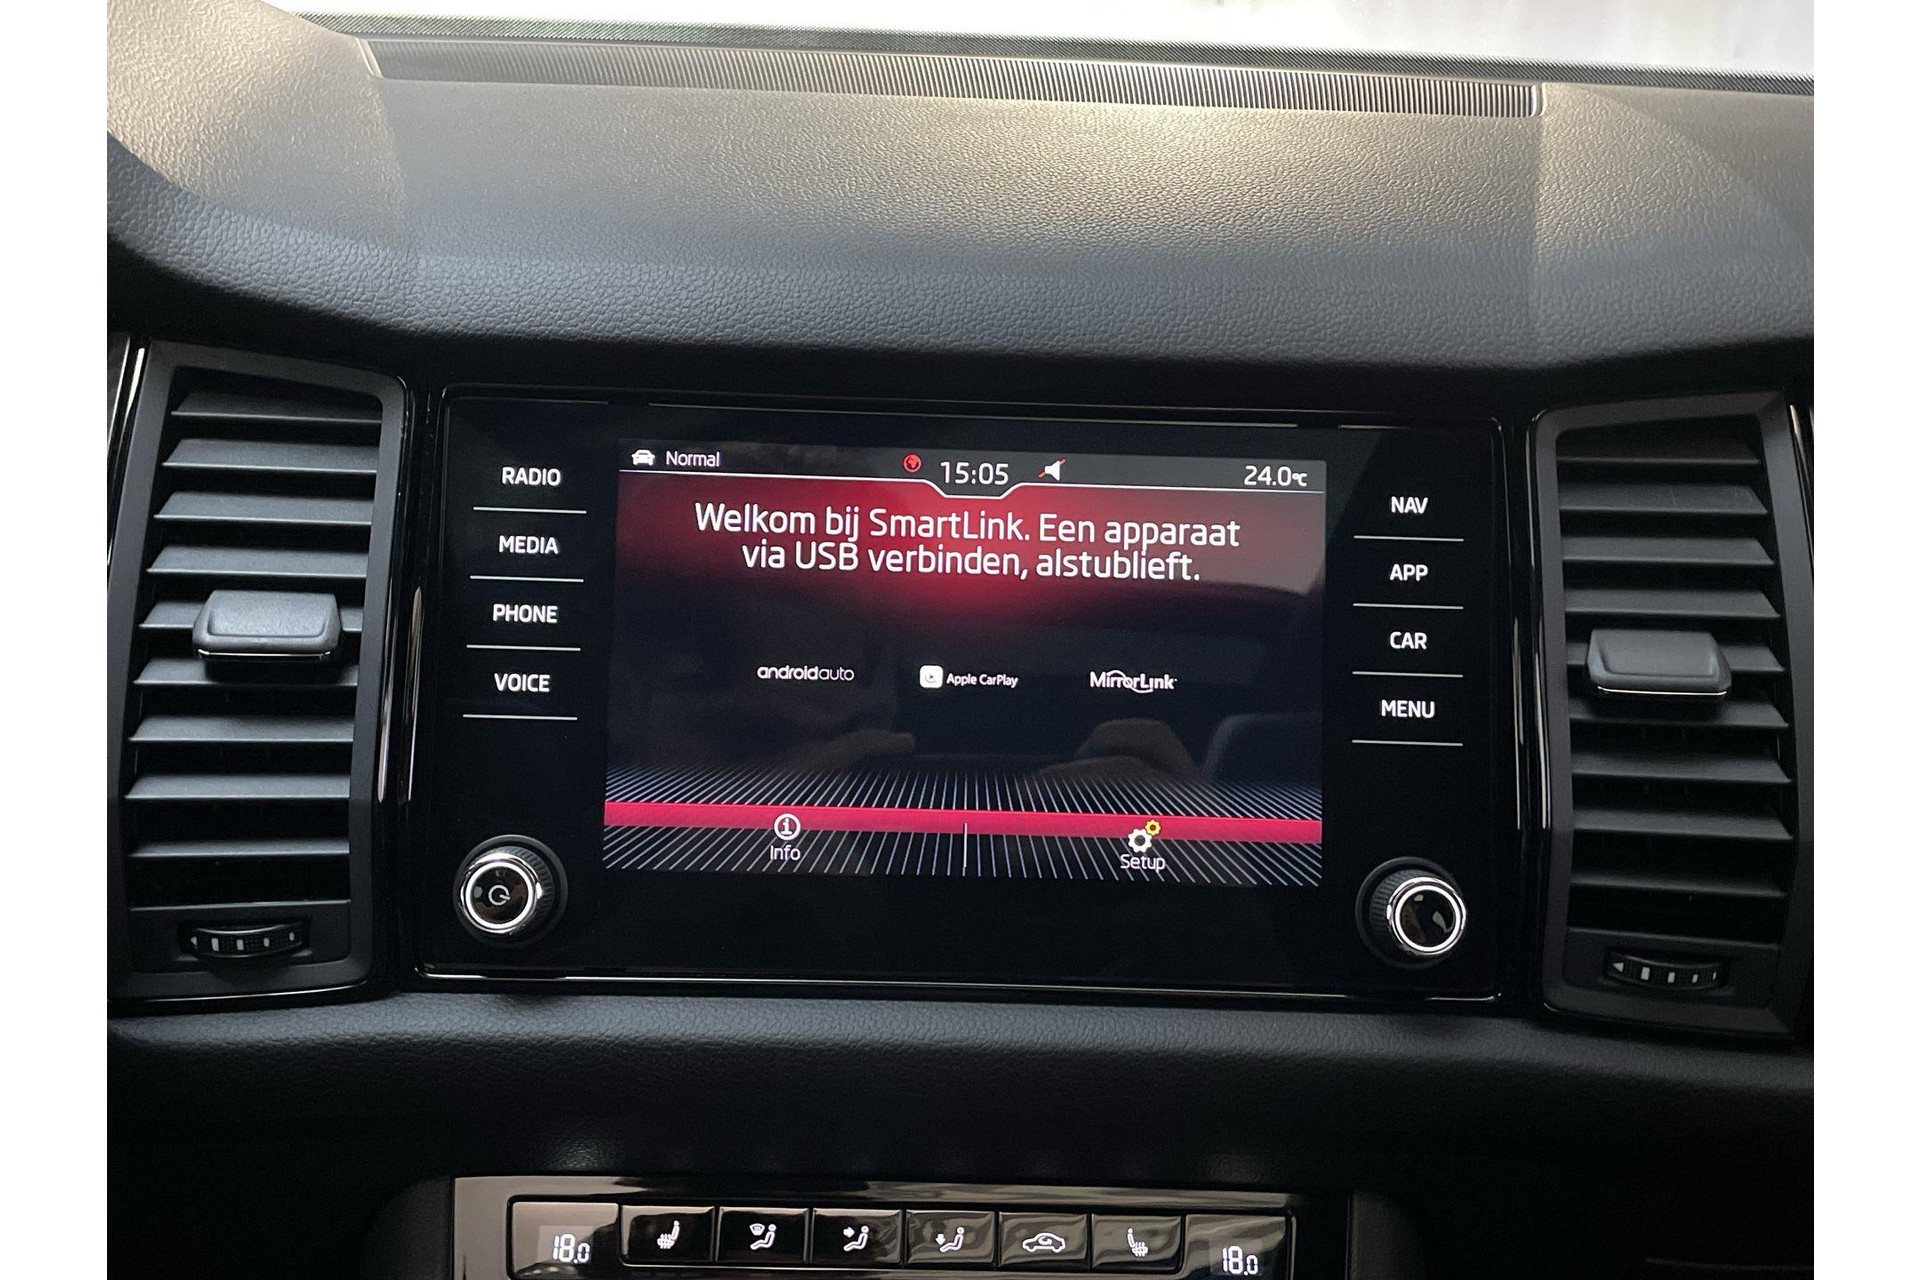 Normal
15:05
24.0°C
RADIO
MEDIA
PHONE
VOICE
Welkom bij SmartLink. Een apparaat
via USB verbinden, alstublieft.
androidauto
Apple CarPlay
MirrorLink
Info
Setup
NAV
APP
CAR
MENU
18.0
18.0